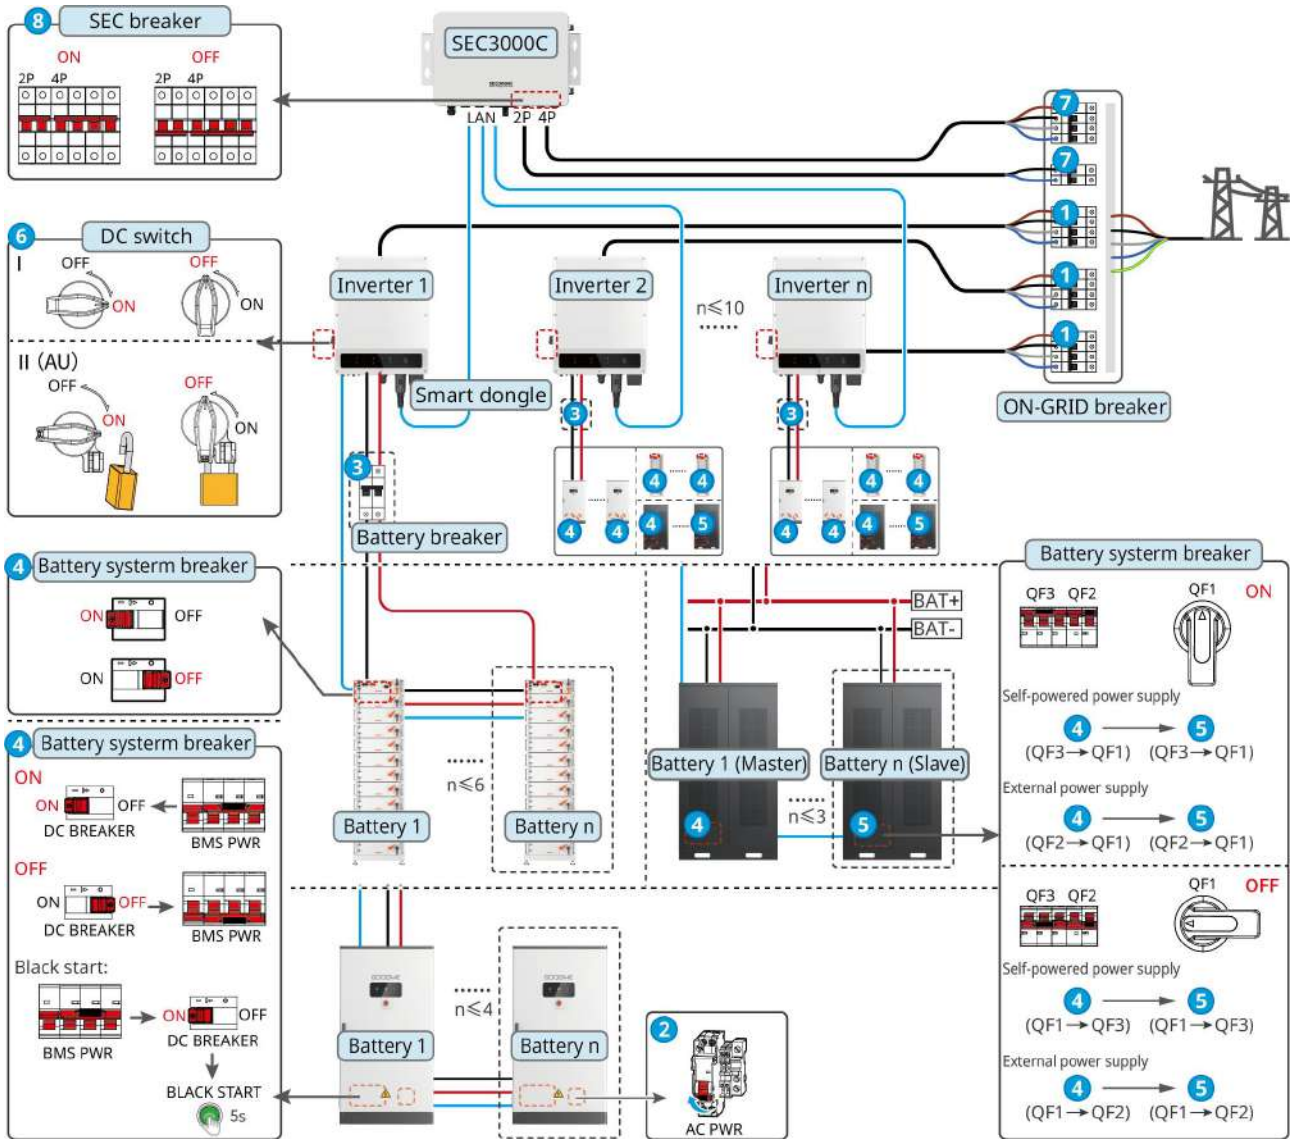 8 SEC breaker
ON OFF
2P 4P 2P 4P
SEC3000C
LAN 2P 4P
7
7
1
1
1
ON-GRID breaker
6 DC switch
I
OFF ON
OFF ON
II (AU)
OFF ON
OFF ON
Inverter 1
Inverter 2
n≤10
......
Inverter n
Smart dongle
3
3
3
Battery breaker
4 ...... 4
4 ...... 4
4 5
4 ...... 4
4 ...... 4
4 5
4 Battery systerm breaker
ON OFF
ON OFF
Battery 1
......
n≤6
Battery n
BAT+
BAT-
Battery 1 (Master)
Battery n (Slave)
4
......
n≤3
5
4 Battery systerm breaker
ON
ON OFF
DC BREAKER
BMS PWR
OFF
ON OFF
DC BREAKER
BMS PWR
Black start:
BMS PWR
ON OFF
DC BREAKER
BLACK START
5s
GOODWE
Battery 1
......
n≤4
GOODWE
Battery n
2
AC PWR
Battery systerm breaker
QF3 QF2 QF1 ON
Self-powered power supply
4 → 5
(QF3→QF1) (QF3→QF1)
External power supply
4 → 5
(QF2→QF1) (QF2→QF1)
QF3 QF2 QF1 OFF
Self-powered power supply
4 → 5
(QF1→QF3) (QF1→QF3)
External power supply
4 → 5
(QF1→QF2) (QF1→QF2)